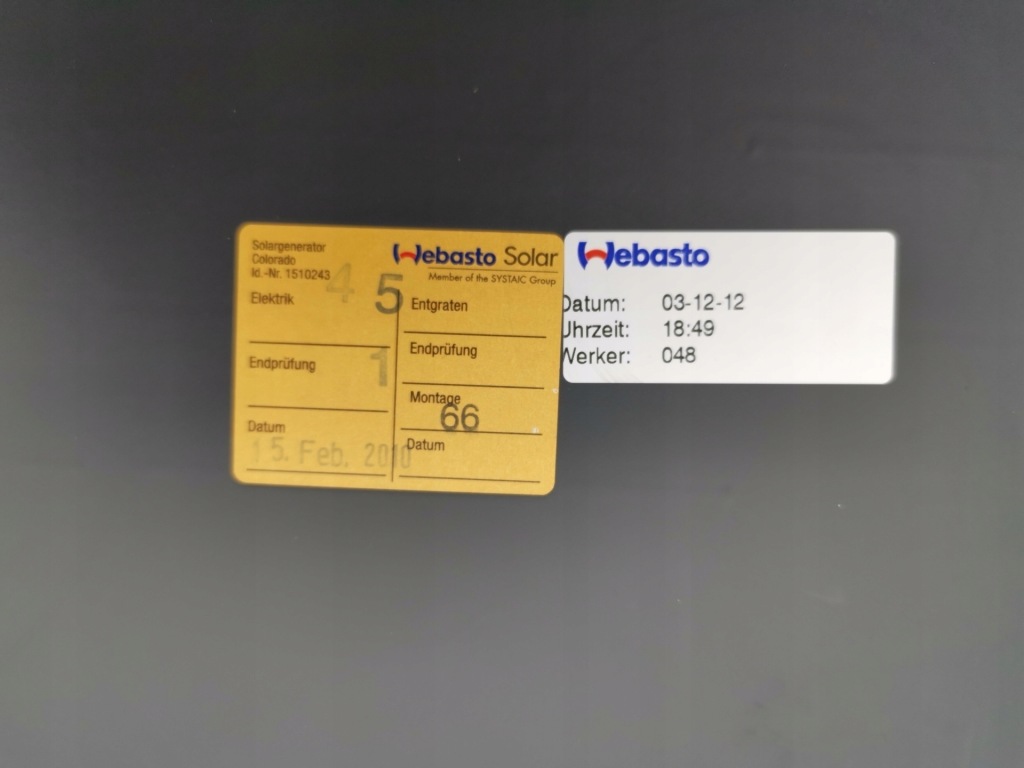 Solargenerator
Colorado
Id.-Nr. 1510243
Webasto Solar
Member of the SYSTAIC Group
Elektrik
4
5
Entgraten
Endprüfung
1
Endprüfung
Montage
66
Datum
15. Feb. 2010
Datum
Webasto
Datum: 03-12-12
Uhrzeit: 18:49
Werker: 048